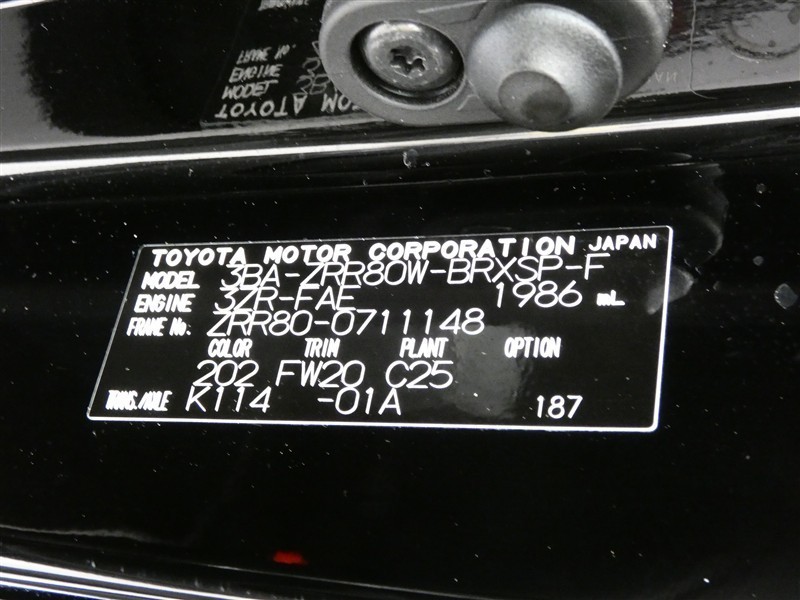 TOYOTA MOTOR CORPORATION JAPAN
MODEL 3BA-ZRR80W-BRXSP-F
ENGINE 3ZR-FAE 1986 mL
FRAME No. ZRR80-0711148
COLOR TRIM PLANT OPTION
202 FW20 C25
TRANS./AXLE K114 -01A 187